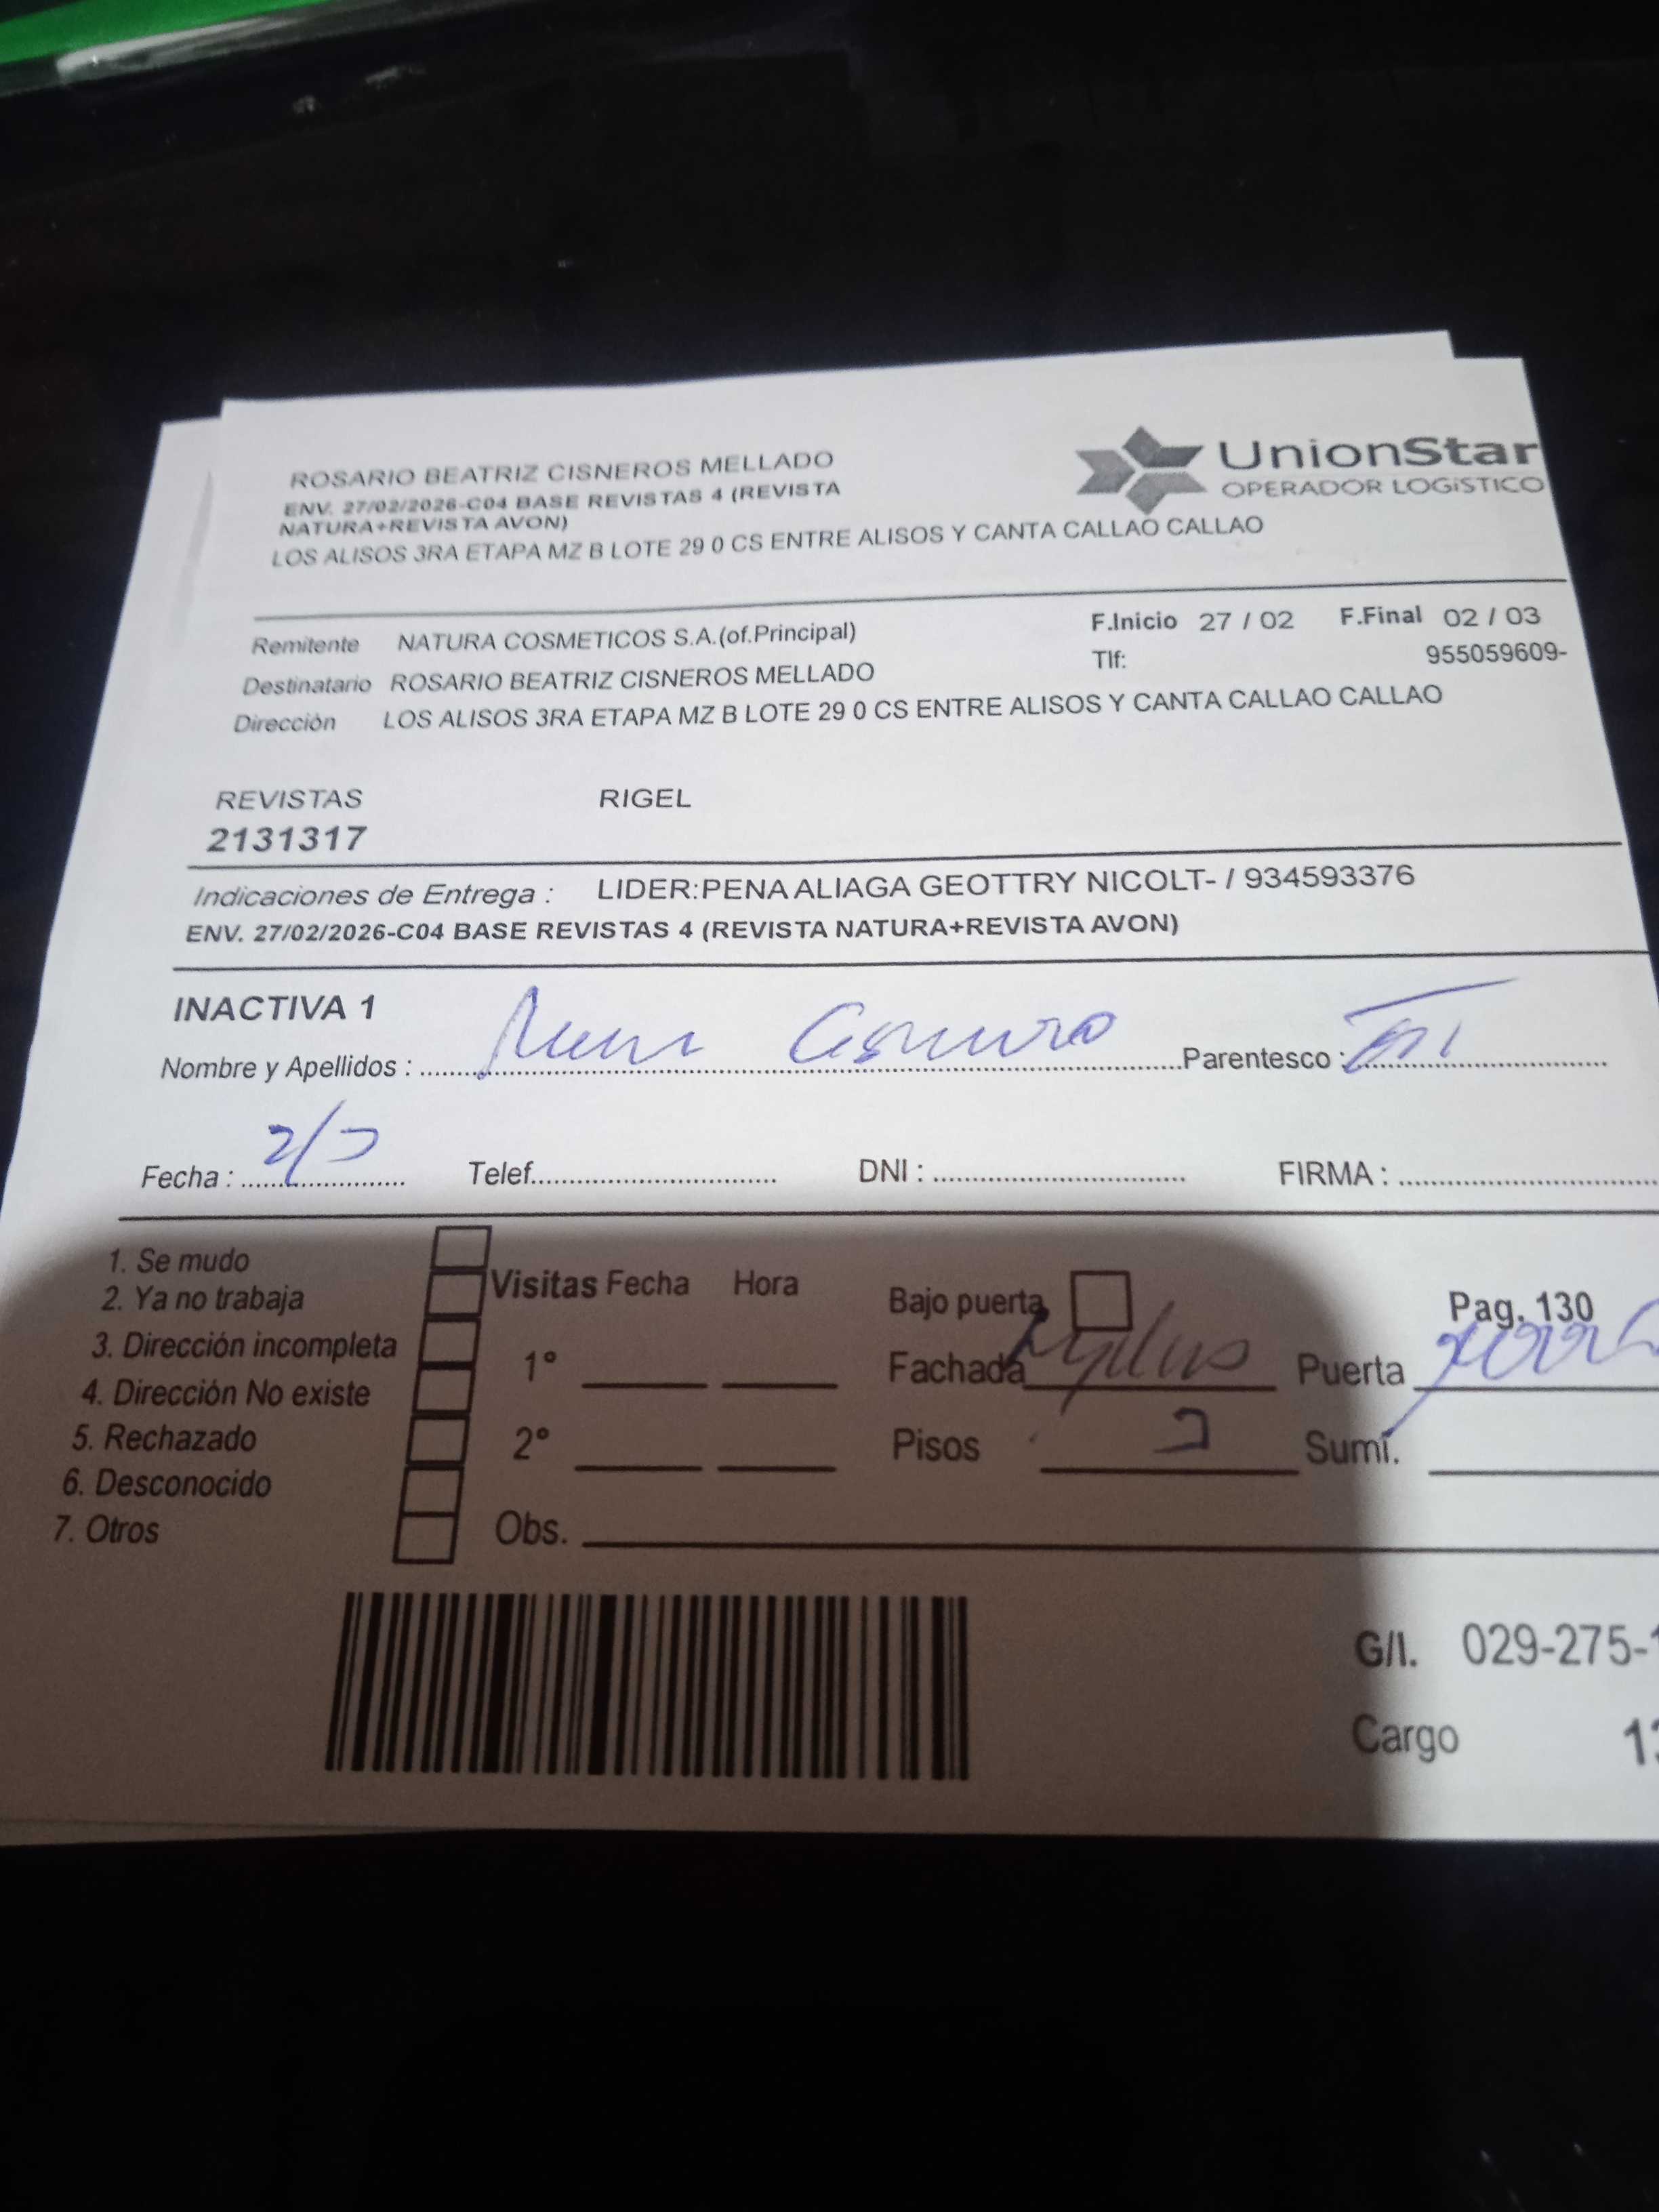 ROSARIO BEATRIZ CISNEROS MELLADO
ENV. 27/02/2026-C04 BASE REVISTAS 4 (REVISTA
NATURA+REVISTA AVON)
LOS ALISOS 3RA ETAPA MZ B LOTE 29 0 CS ENTRE ALISOS Y CANTA CALLAO CALLAO
UnionStar
OPERADOR LOGíSTICO
Remitente NATURA COSMETICOS S.A.(of.Principal) F.Inicio 27 / 02 F.Final 02 / 03
Destinatario ROSARIO BEATRIZ CISNEROS MELLADO Tlf: 955059609-
Dirección LOS ALISOS 3RA ETAPA MZ B LOTE 29 0 CS ENTRE ALISOS Y CANTA CALLAO CALLAO
REVISTAS RIGEL
2131317
Indicaciones de Entrega : LIDER:PENA ALIAGA GEOTTRY NICOLT- / 934593376
ENV. 27/02/2026-C04 BASE REVISTAS 4 (REVISTA NATURA+REVISTA AVON)
INACTIVA 1
Nombre y Apellidos : Parentesco :
Fecha : Telef. DNI : FIRMA :
1. Se mudo
2. Ya no trabaja
3. Dirección incompleta
4. Dirección No existe
5. Rechazado
6. Desconocido
7. Otros
Visitas Fecha Hora
1°
2°
Obs.
Bajo puerta Pag. 130
Fachada Puerta
Pisos 2 Sumi.
G/I. 029-275-
Cargo